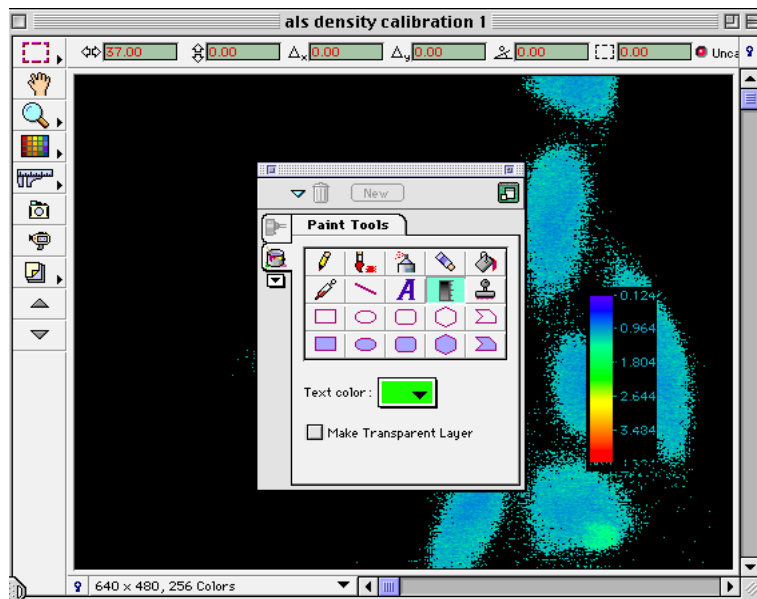 als density calibration 1
37.00 0.00 Δx 0.00 Δy 0.00 0.00 0.00 Unca
New
Paint Tools
A
0.124
0.964
1.804
2.644
3.484
Text color :
Make Transparent Layer
640 x 480, 256 Colors